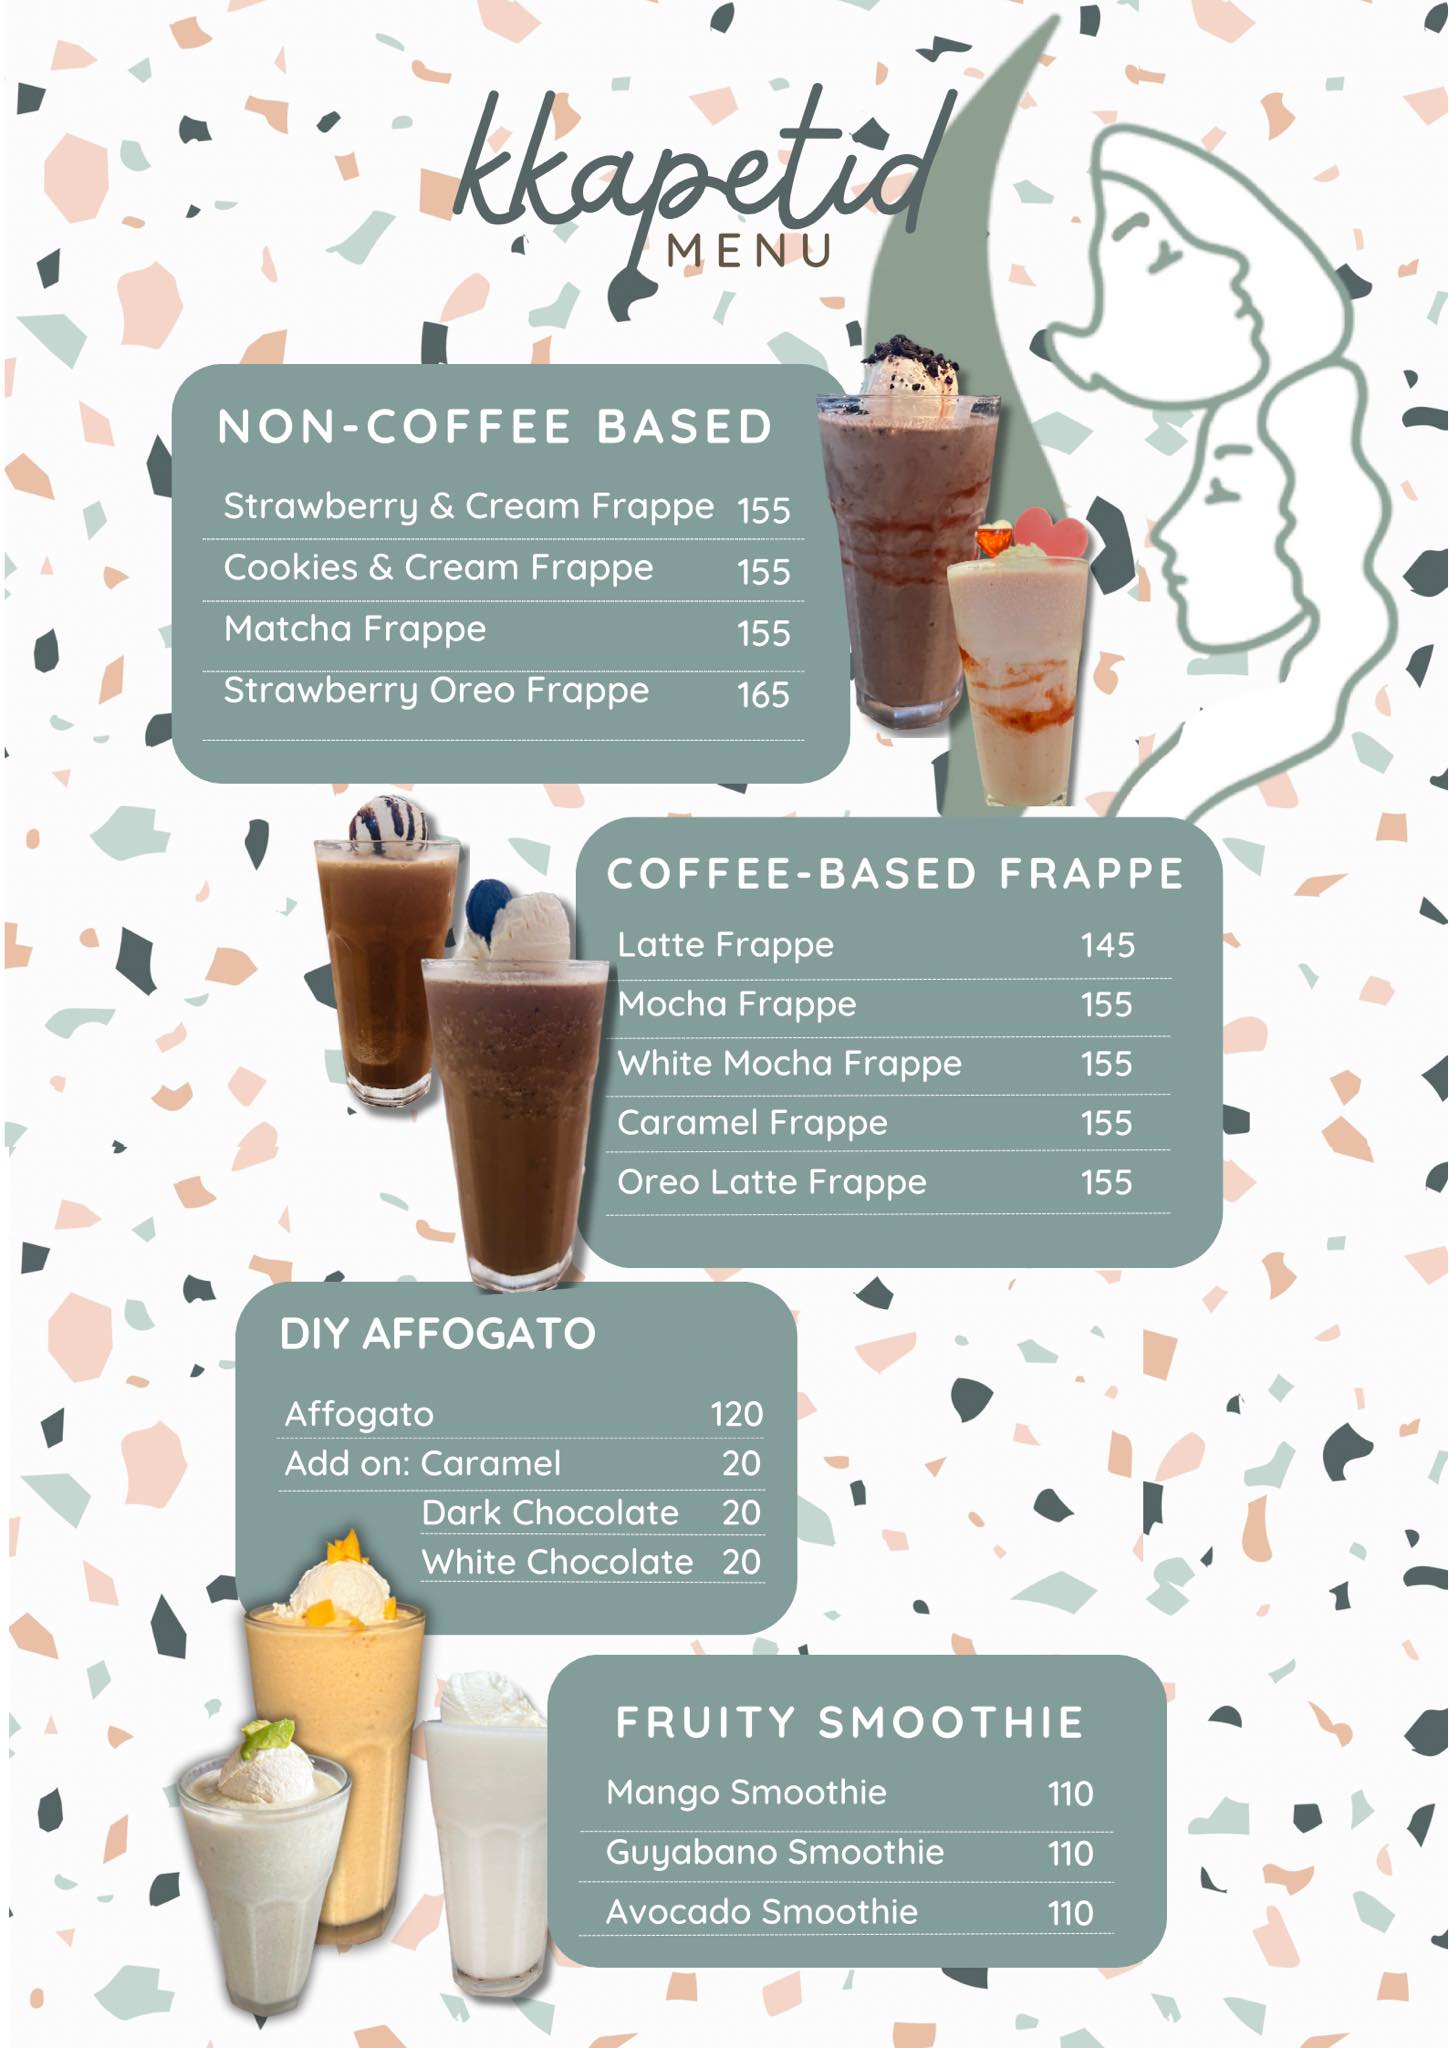 kkapetid
MENU
NON-COFFEE BASED
Strawberry & Cream Frappe 155
Cookies & Cream Frappe 155
Matcha Frappe 155
Strawberry Oreo Frappe 165
COFFEE-BASED FRAPPE
Latte Frappe 145
Mocha Frappe 155
White Mocha Frappe 155
Caramel Frappe 155
Oreo Latte Frappe 155
DIY AFFOGATO
Affogato 120
Add on: Caramel 20
Dark Chocolate 20
White Chocolate 20
FRUITY SMOOTHIE
Mango Smoothie 110
Guyabano Smoothie 110
Avocado Smoothie 110